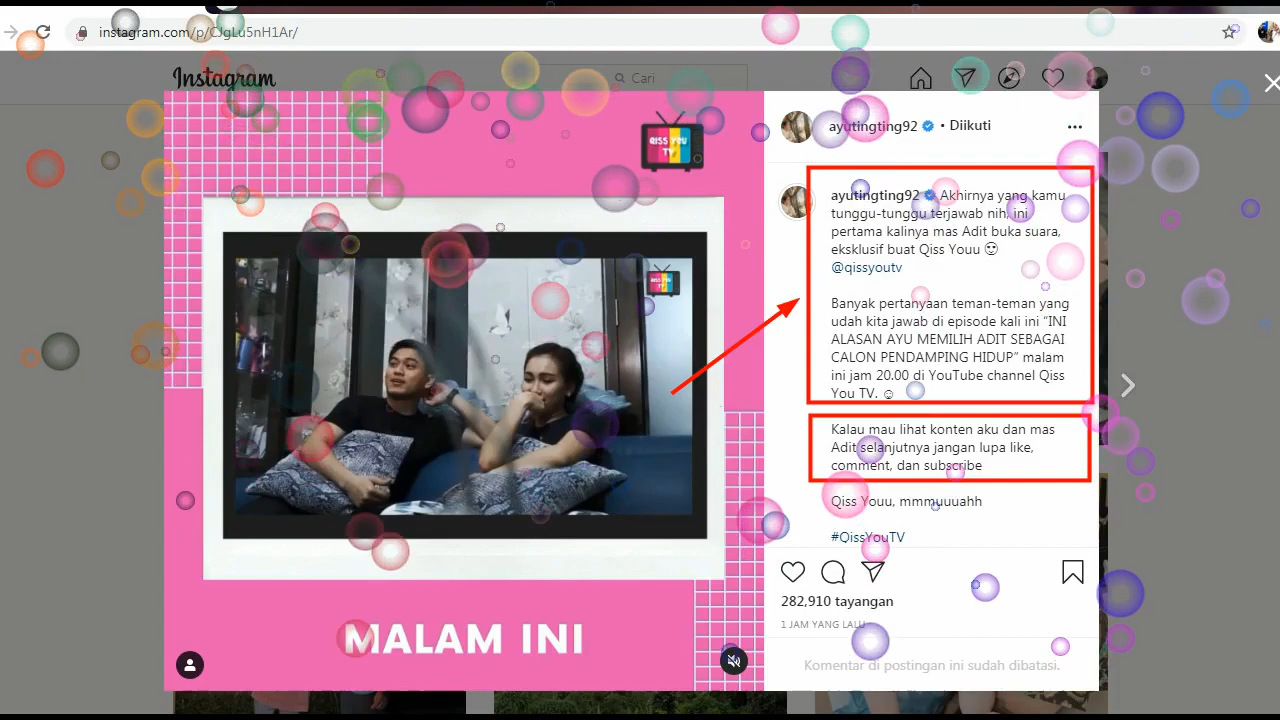 instagram.com/p/CJgLu5nH1Ar/
Instagram
Cari
QISS YOU
TV
MALAM INI
ayutingting92 • Diikuti
ayutingting92 Akhirnya yang kamu
tunggu-tunggu terjawab nih, ini
pertama kalinya mas Adit buka suara,
eksklusif buat Qiss Youu
@qissyoutv
Banyak pertanyaan teman-teman yang
udah kita jawab di episode kali ini “INI
ALASAN AYU MEMILIH ADIT SEBAGAI
CALON PENDAMPING HIDUP” malam
ini jam 20.00 di YouTube channel Qiss
You TV.
Kalau mau lihat konten aku dan mas
Adit selanjutnya jangan lupa like,
comment, dan subscribe
Qiss Youu, mmmuuuahh
#QissYouTV
282,910 tayangan
1 JAM YANG LALU
Komentar di postingan ini sudah dibatasi.